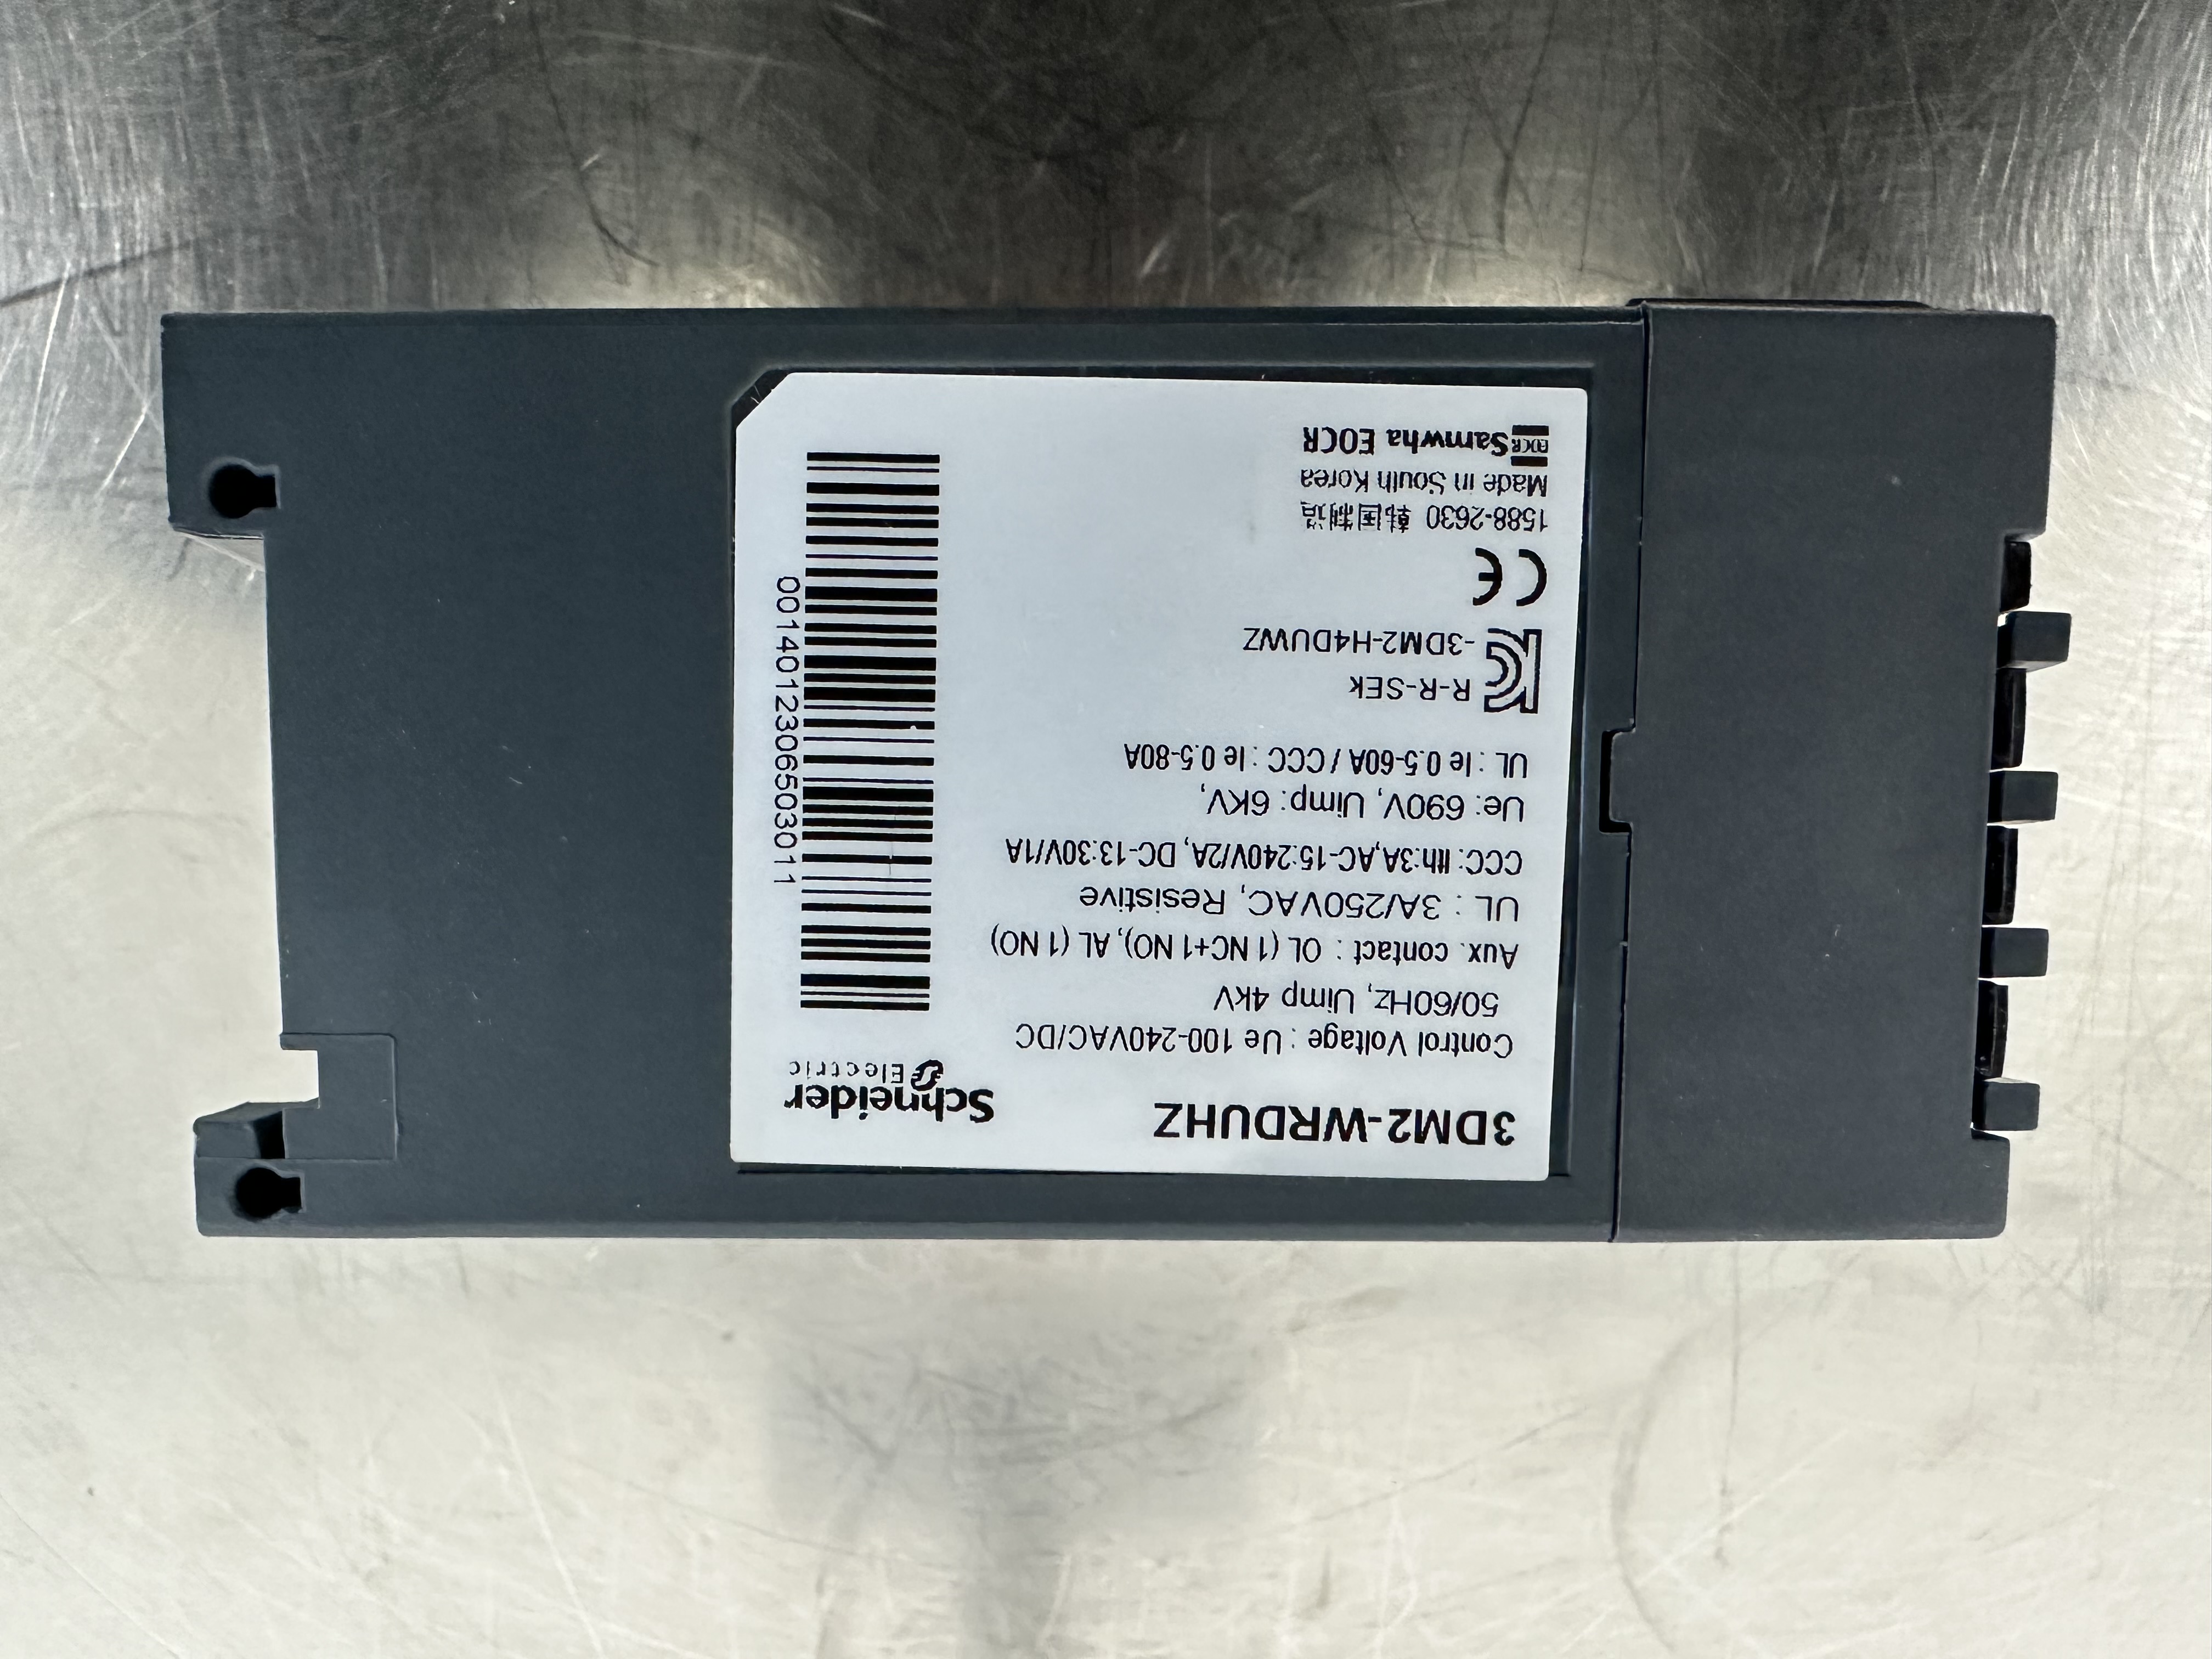 3DM2-WRDUHZ
Schneider
Electric
Control Voltage : Ue 100-240VAC/DC
50/60Hz, Uimp 4kV
Aux. contact : OL (1 NC+1 NO), AL (1 NO)
UL : 3A/250VAC, Resistive
CCC: Ith:3A,AC-15:240V/2A, DC-13:30V/1A
Ue: 690V, Uimp: 6KV,
UL : Ie 0.5-60A / CCC : Ie 0.5-80A
R-R-SEk
-3DM2-H4DUWZ
CE
1588-2630 韩国制造
Made in South Korea
EOCR Samwha EOCR
0014012306503011